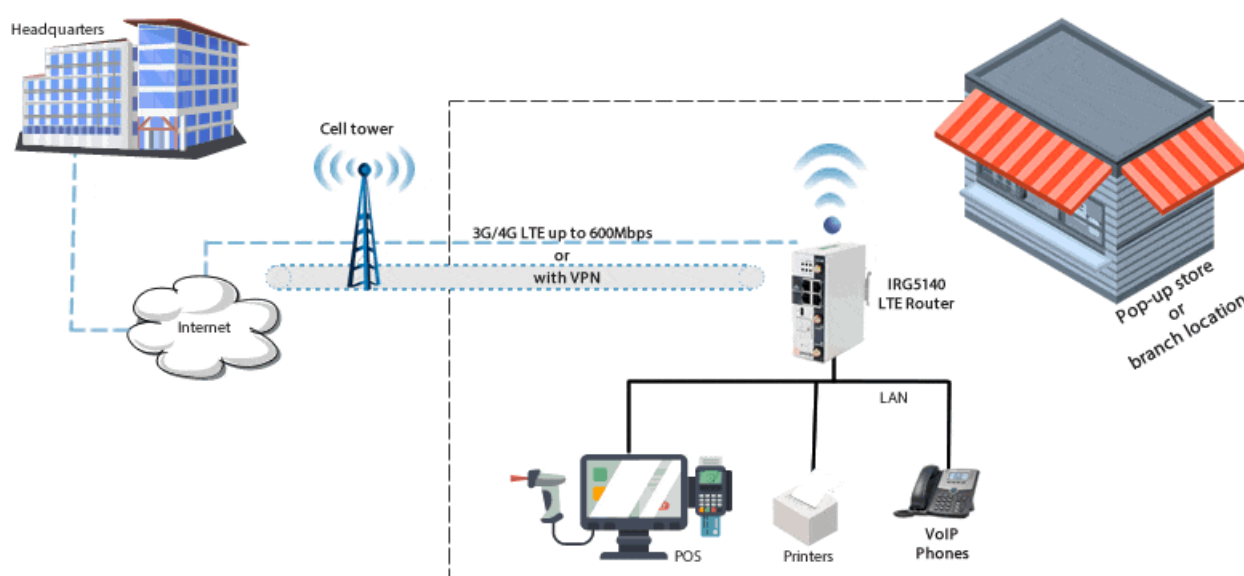 Headquarters
Cell tower
3G/4G LTE up to 600Mbps
or
with VPN
Internet
IRG5140
LTE Router
Pop-up store
or
branch location
LAN
POS
Printers
VoIP
Phones